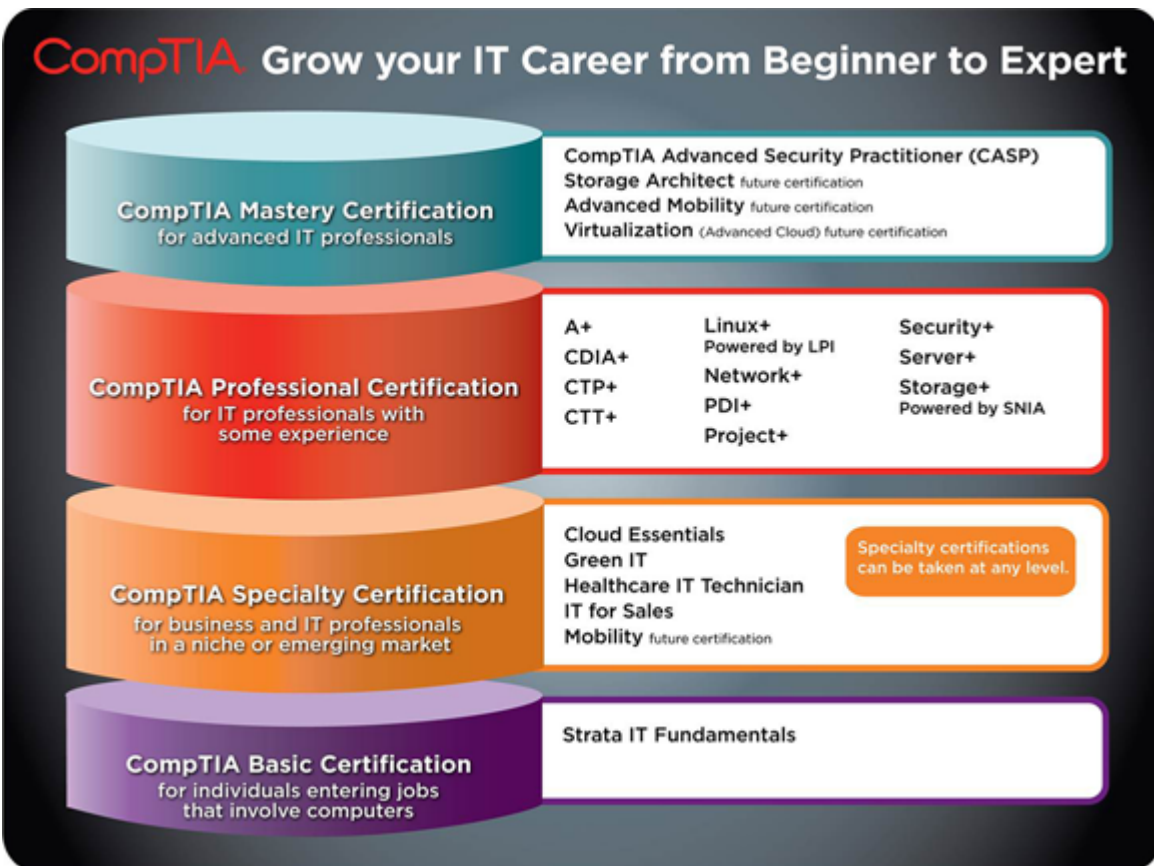 CompTIA Grow your IT Career from Beginner to Expert
CompTIA Mastery Certification
for advanced IT professionals
CompTIA Advanced Security Practitioner (CASP)
Storage Architect future certification
Advanced Mobility future certification
Virtualization (Advanced Cloud) future certification
CompTIA Professional Certification
for IT professionals with
some experience
A+
CDIA+
CTP+
CTT+
Linux+
Powered by LPI
Network+
PDI+
Project+
Security+
Server+
Storage+
Powered by SNIA
CompTIA Specialty Certification
for business and IT professionals
in a niche or emerging market
Cloud Essentials
Green IT
Healthcare IT Technician
IT for Sales
Mobility future certification
Specialty certifications
can be taken at any level.
CompTIA Basic Certification
for individuals entering jobs
that involve computers
Strata IT Fundamentals